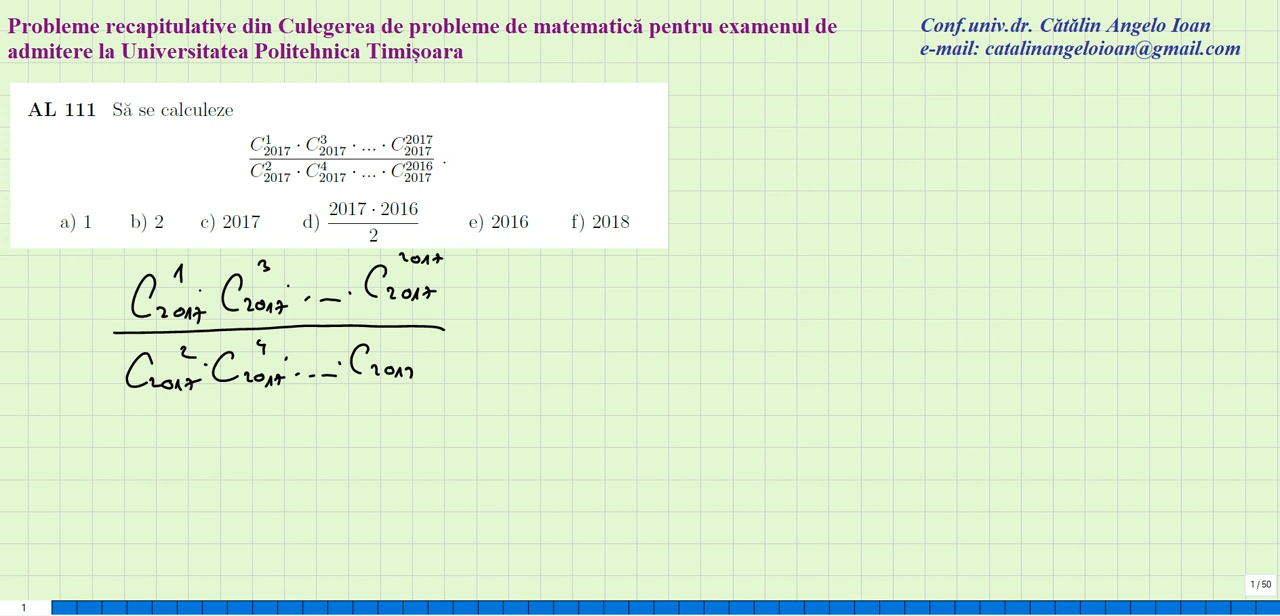 Probleme recapitulative din Culegerea de probleme de matematică pentru examenul de
admitere la Universitatea Politehnica Timișoara
Conf.univ.dr. Cătălin Angelo Ioan
e-mail: catalinangeloioan@gmail.com
AL 111 Să se calculeze
C^1_2017 · C^3_2017 · ... · C^2017_2017
C^2_2017 · C^4_2017 · ... · C^2016_2017 .
a) 1 b) 2 c) 2017 d) 2017 · 2016 / 2 e) 2016 f) 2018
C^1_2017 · C^3_2017 · ... · C^2017_2017
C^2_2017 · C^4_2017 · ... · C_2017
1 / 50
1